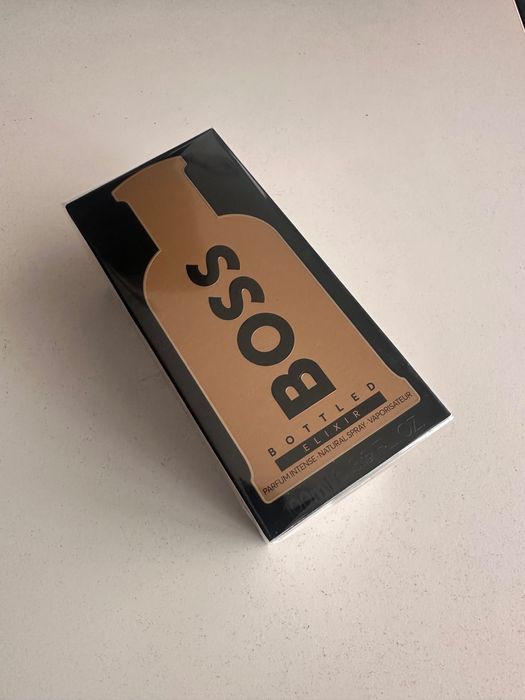 BOSS
BOTTLED
ELIXIR
PARFUM INTENSE · NATURAL SPRAY · VAPORISATEUR